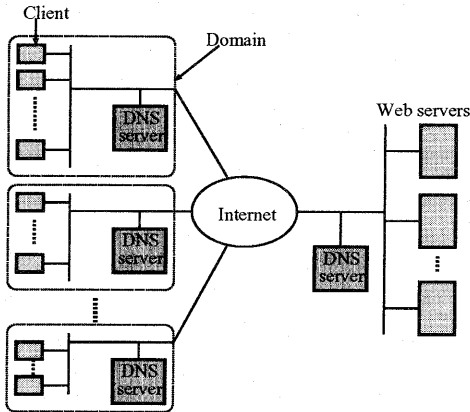 Client
Domain
DNS
server
Web servers
DNS
server
Internet
DNS
server
DNS
server